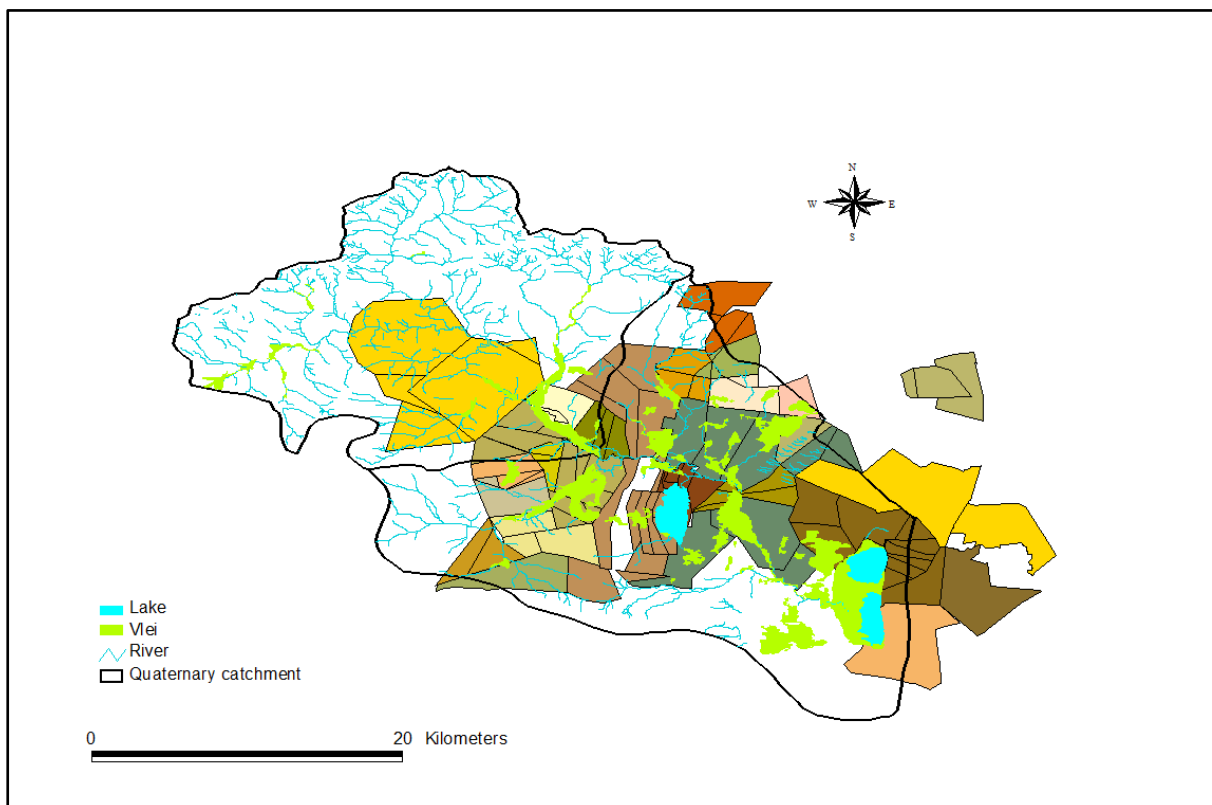 N
W E
S
Lake
Vlei
River
Quaternary catchment
0 20 Kilometers